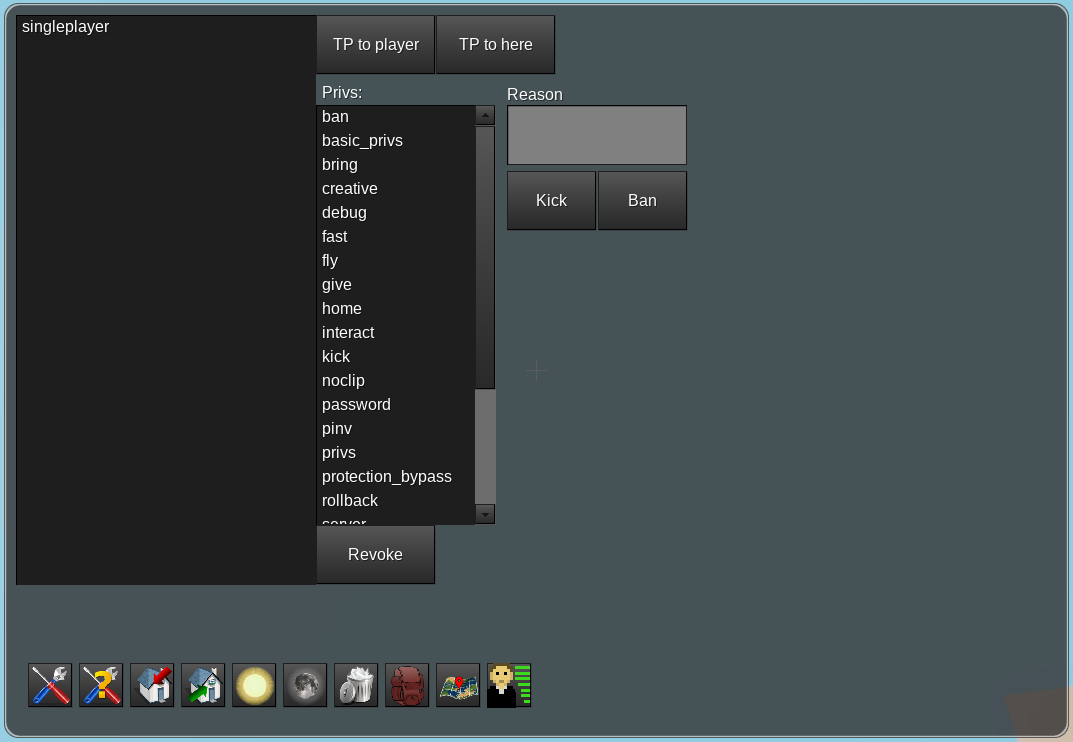 singleplayer
TP to player
TP to here
Privs:
Reason
ban
basic_privs
bring
creative
debug
fast
fly
give
home
interact
kick
noclip
password
pinv
privs
protection_bypass
rollback
server
Kick
Ban
Revoke